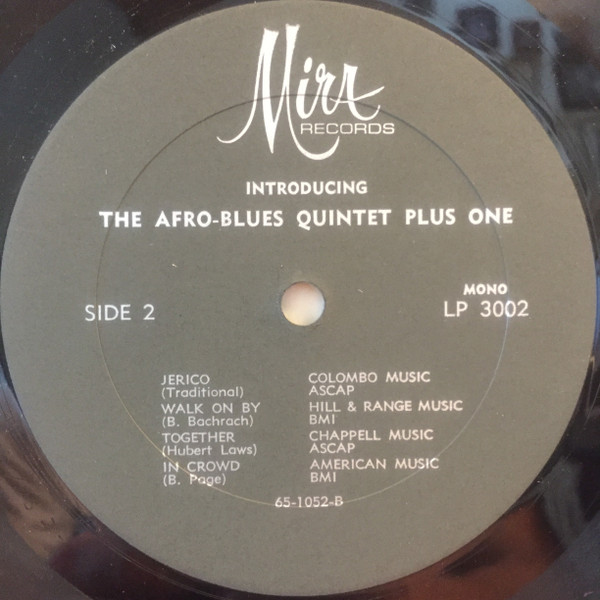 Mira
RECORDS
INTRODUCING
THE AFRO-BLUES QUINTET PLUS ONE
SIDE 2
MONO
LP 3002
JERICO COLOMBO MUSIC
(Traditional) ASCAP
WALK ON BY HILL & RANGE MUSIC
(B. Bachrach) BMI
TOGETHER CHAPPELL MUSIC
(Hubert Laws) ASCAP
IN CROWD AMERICAN MUSIC
(B. Page) BMI
65-1052-B